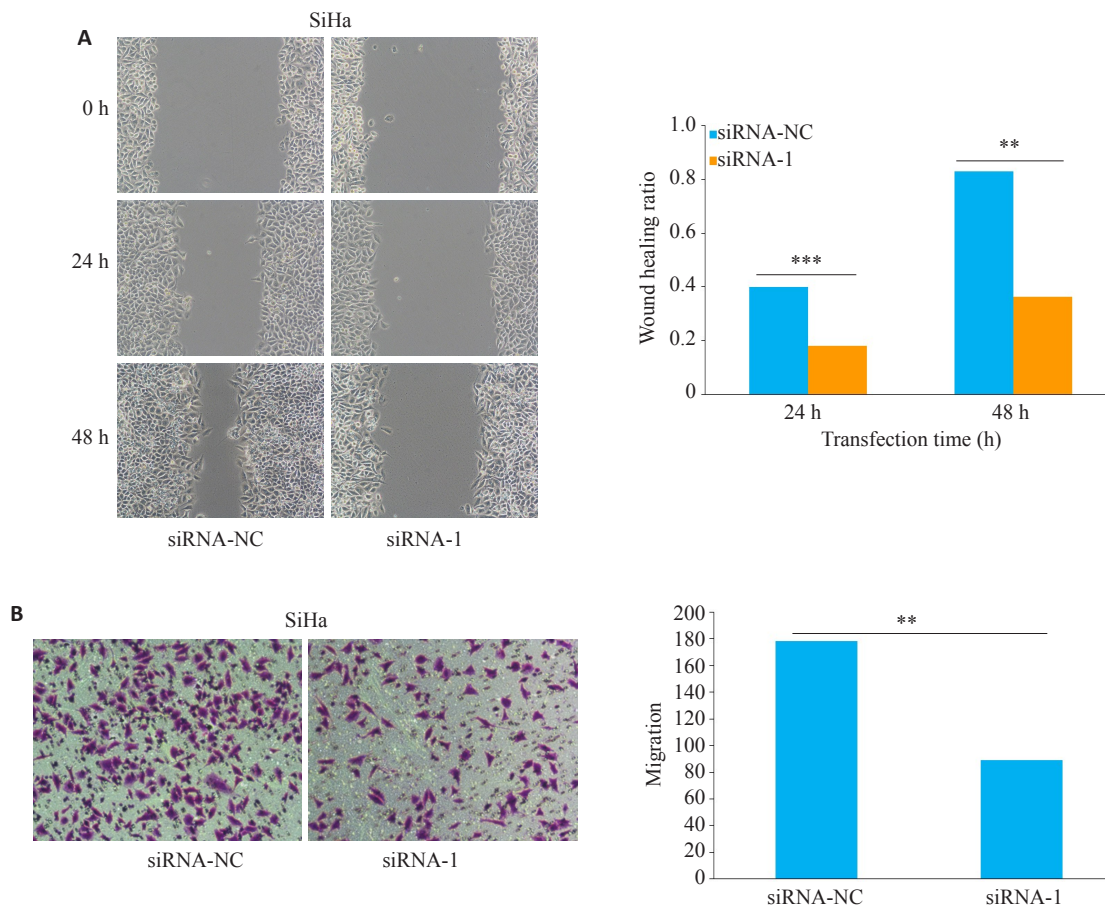 A
SiHa
0 h
24 h
48 h
siRNA-NC
siRNA-1
1.0
0.8
0.6
0.4
0.2
0
Wound healing ratio
siRNA-NC
siRNA-1
***
**
24 h
48 h
Transfection time (h)
B
SiHa
siRNA-NC
siRNA-1
200
180
160
140
120
100
80
60
40
20
0
Migration
**
siRNA-NC
siRNA-1